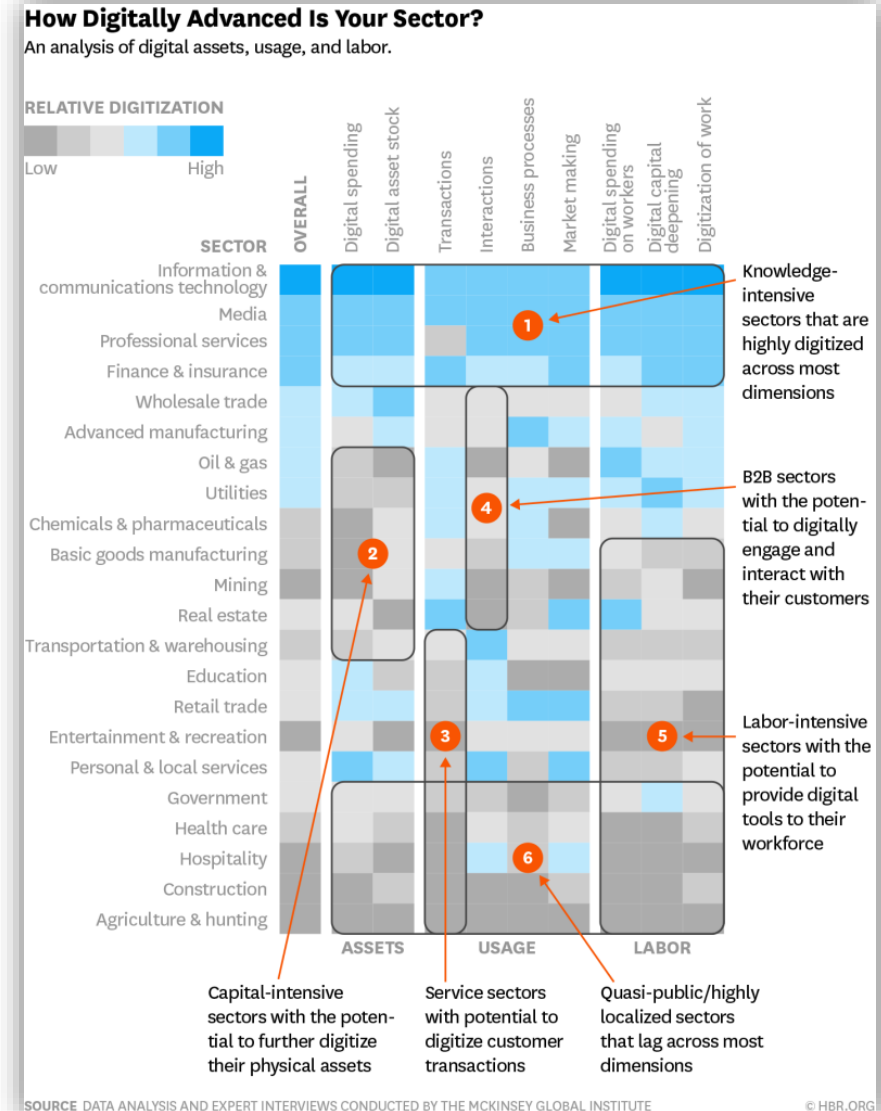 How Digitally Advanced Is Your Sector?
An analysis of digital assets, usage, and labor.
RELATIVE DIGITIZATION
Low
High
SECTOR
OVERALL
Digital spending
Digital asset stock
Transactions
Interactions
Business processes
Market making
Digital spending
on workers
Digital capital
deepening
Digitization of work
Information &
communications technology
Media
Professional services
Finance & insurance
Wholesale trade
Advanced manufacturing
Oil & gas
Utilities
Chemicals & pharmaceuticals
Basic goods manufacturing
Mining
Real estate
Transportation & warehousing
Education
Retail trade
Entertainment & recreation
Personal & local services
Government
Health care
Hospitality
Construction
Agriculture & hunting
1
2
3
4
5
6
Knowledge-
intensive
sectors that are
highly digitized
across most
dimensions
B2B sectors
with the poten-
tial to digitally
engage and
interact with
their customers
Labor-intensive
sectors with the
potential to
provide digital
tools to their
workforce
ASSETS
USAGE
LABOR
Capital-intensive
sectors with the poten-
tial to further digitize
their physical assets
Service sectors
with potential to
digitize customer
transactions
Quasi-public/highly
localized sectors
that lag across most
dimensions
SOURCE DATA ANALYSIS AND EXPERT INTERVIEWS CONDUCTED BY THE MCKINSEY GLOBAL INSTITUTE
© HBR.ORG